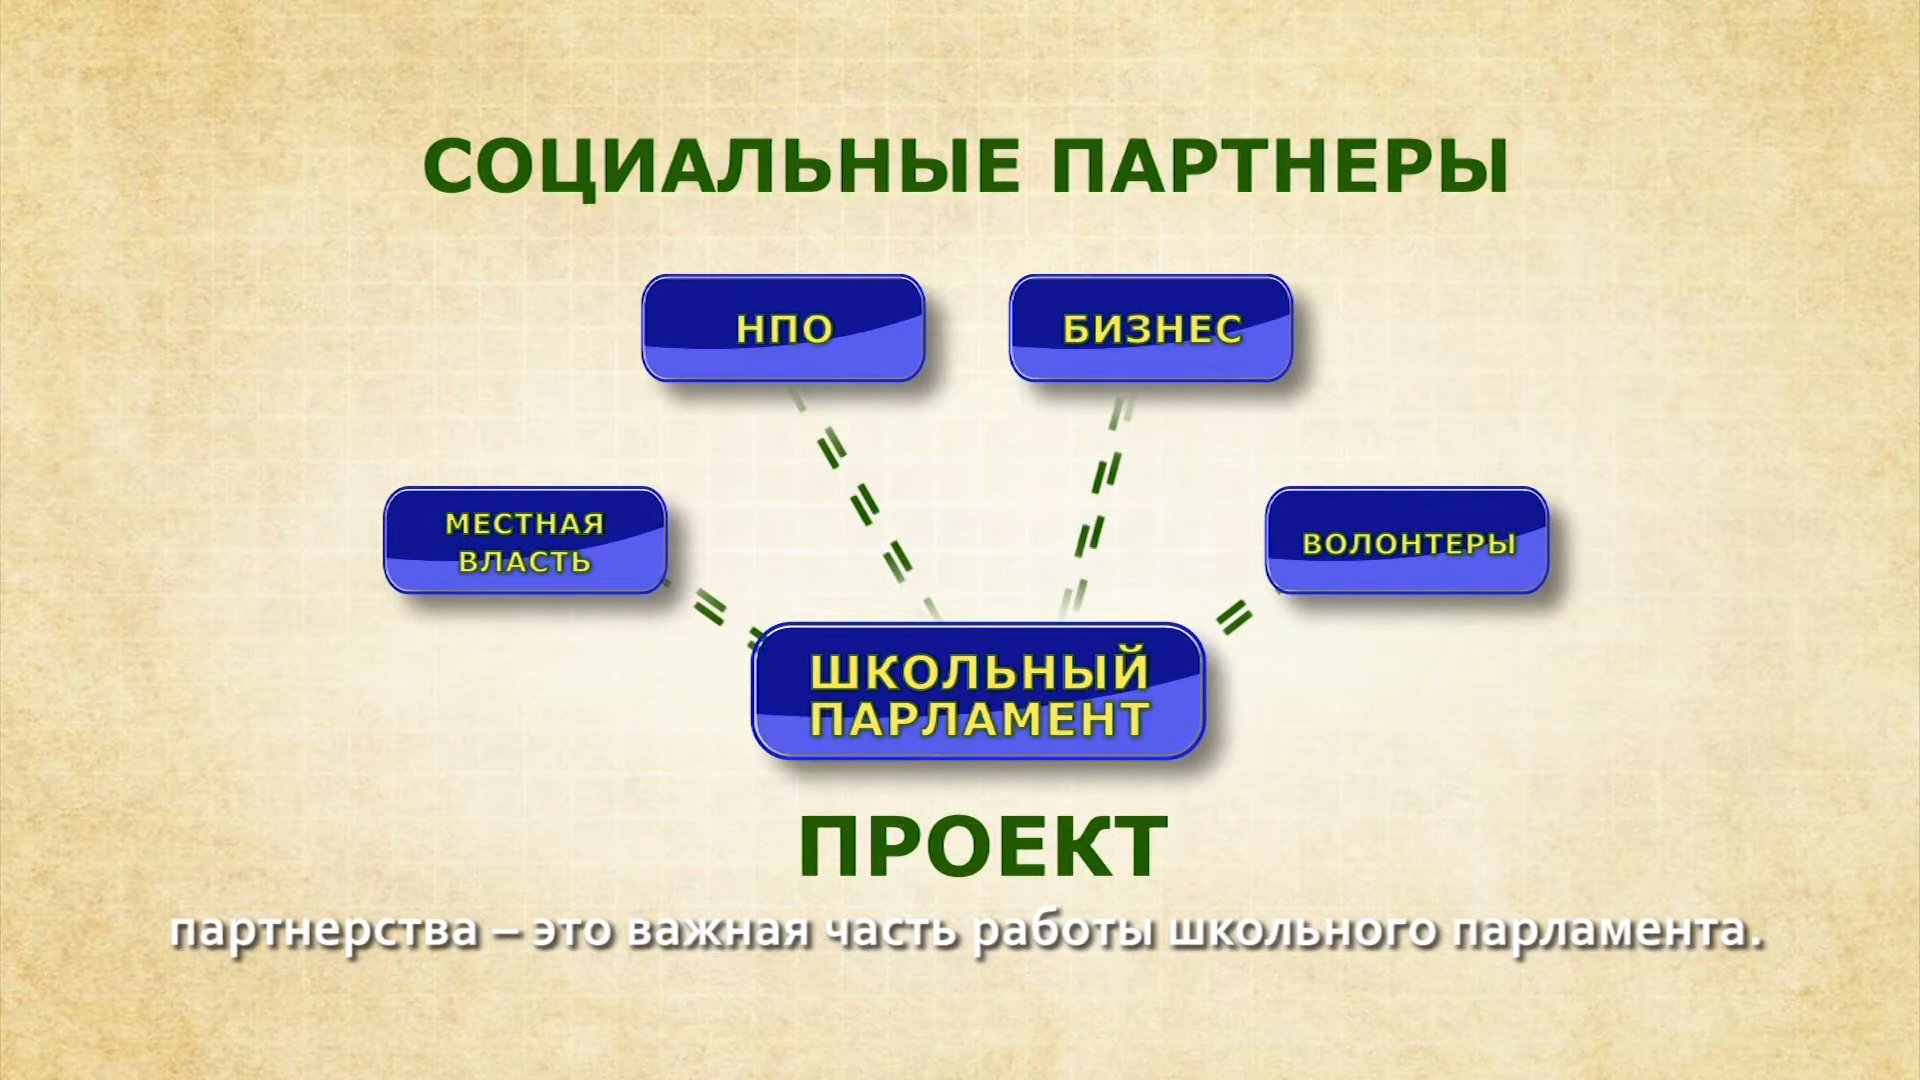 СОЦИАЛЬНЫЕ ПАРТНЕРЫ
НПО
БИЗНЕС
МЕСТНАЯ
ВЛАСТЬ
ВОЛОНТЕРЫ
ШКОЛЬНЫЙ
ПАРЛАМЕНТ
ПРОЕКТ
партнерства – это важная часть работы школьного парламента.